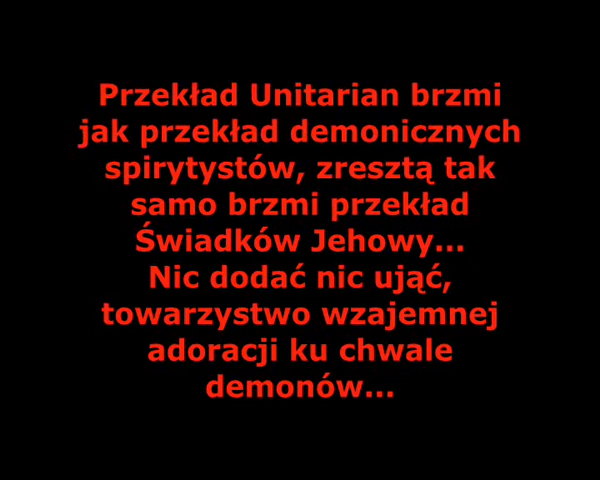 Przekład Unitarian brzmi
jak przekład demonicznych
spirytystów, zresztą tak
samo brzmi przekład
Świadków Jehowy...
Nic dodać nic ująć,
towarzystwo wzajemnej
adoracji ku chwale
demonów...